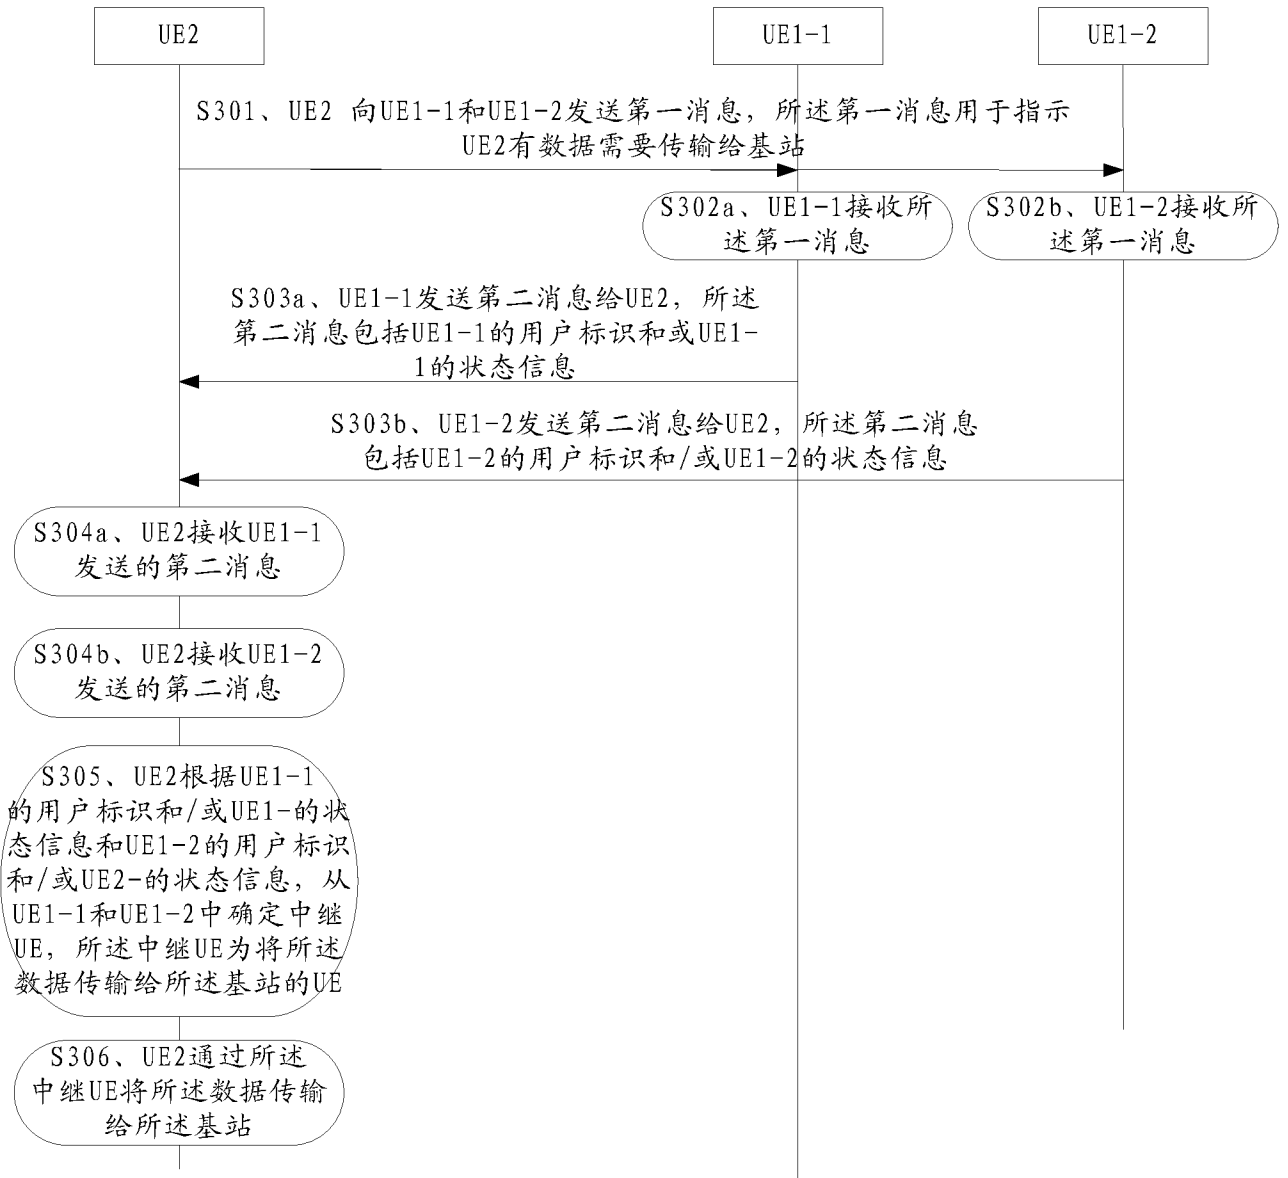 UE2
UE1-1
UE1-2
S301、UE2 向UE1-1和UE1-2发送第一消息，所述第一消息用于指示
UE2有数据需要传输给基站
S302a、UE1-1接收所
述第一消息
S302b、UE1-2接收所
述第一消息
S303a、UE1-1发送第二消息给UE2，所述
第二消息包括UE1-1的用户标识和或UE1-
1的状态信息
S303b、UE1-2发送第二消息给UE2，所述第二消息
包括UE1-2的用户标识和/或UE1-2的状态信息
S304a、UE2接收UE1-1
发送的第二消息
S304b、UE2接收UE1-2
发送的第二消息
S305、UE2根据UE1-1
的用户标识和/或UE1-的状
态信息和UE1-2的用户标识
和/或UE2-的状态信息，从
UE1-1和UE1-2中确定中继
UE，所述中继UE为将所述
数据传输给所述基站的UE
S306、UE2通过所述
中继UE将所述数据传输
给所述基站